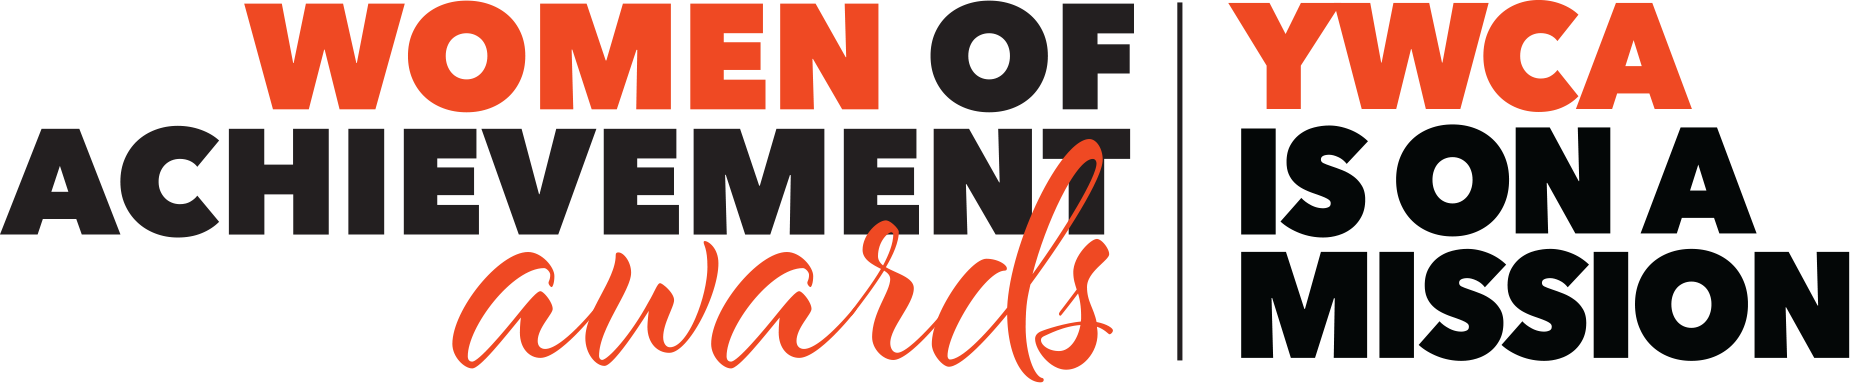 WOMEN OF
ACHIEVEMENT
awards
YWCA
IS ON A
MISSION